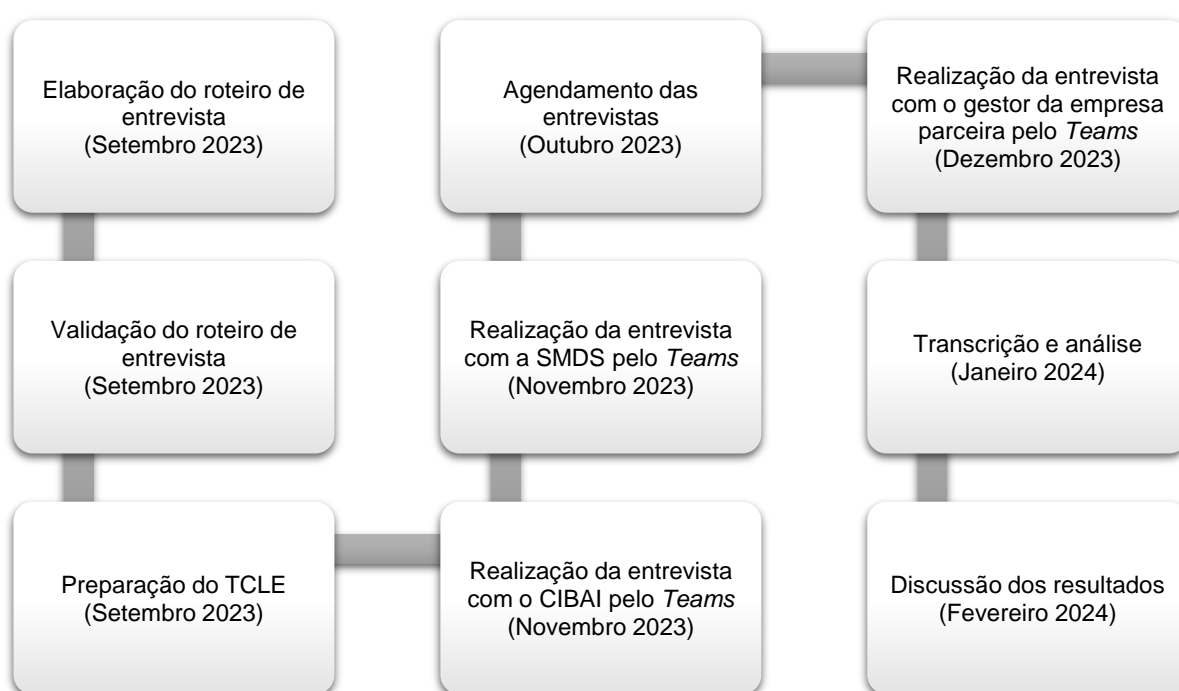 Elaboração do roteiro de
entrevista
(Setembro 2023)
Validação do roteiro de
entrevista
(Setembro 2023)
Preparação do TCLE
(Setembro 2023)
Agendamento das
entrevistas
(Outubro 2023)
Realização da entrevista
com a SMDS pelo Teams
(Novembro 2023)
Realização da entrevista
com o CIBAI pelo Teams
(Novembro 2023)
Realização da entrevista
com o gestor da empresa
parceira pelo Teams
(Dezembro 2023)
Transcrição e análise
(Janeiro 2024)
Discussão dos resultados
(Fevereiro 2024)